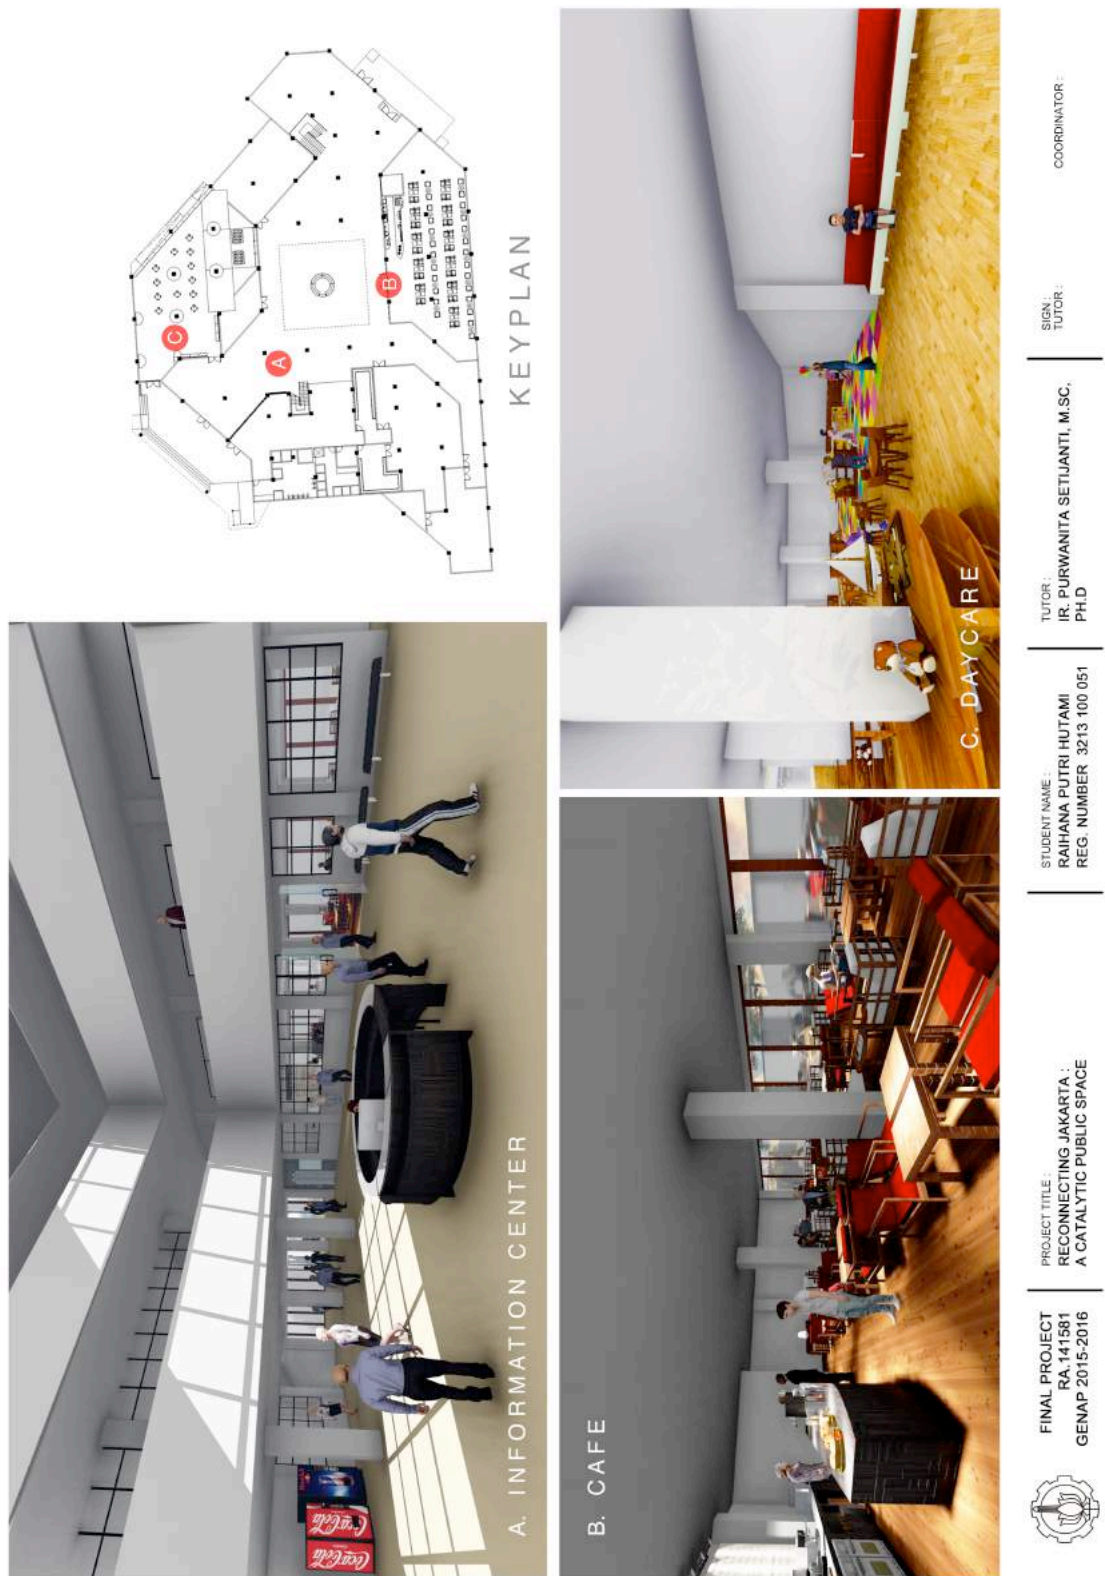 A. INFORMATION CENTER
Coca-Cola
Coca-Cola
KEYPLAN
A
B
C
B. CAFE
C. DAYCARE
FINAL PROJECT
RA.141581
GENAP 2015-2016
PROJECT TITLE :
RECONNECTING JAKARTA :
A CATALYTIC PUBLIC SPACE
STUDENT NAME :
RAIHANA PUTRI HUTAMI
REG. NUMBER 3213 100 051
TUTOR :
IR. PURWANITA SETIJANTI, M.SC,
PH.D
SIGN :
TUTOR :
COORDINATOR :